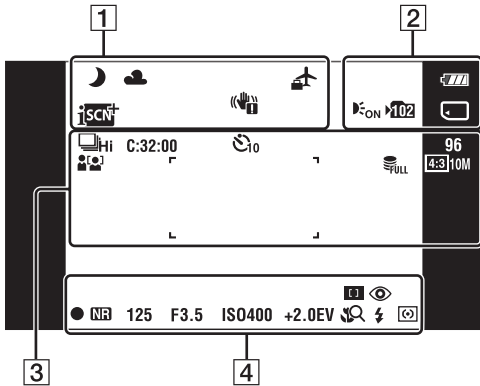 1 2
iSCN+
ON 102
Hi C:32:00 10 96
FULL 4:3 10M
NR 125 F3.5 ISO400 +2.0EV
3 4